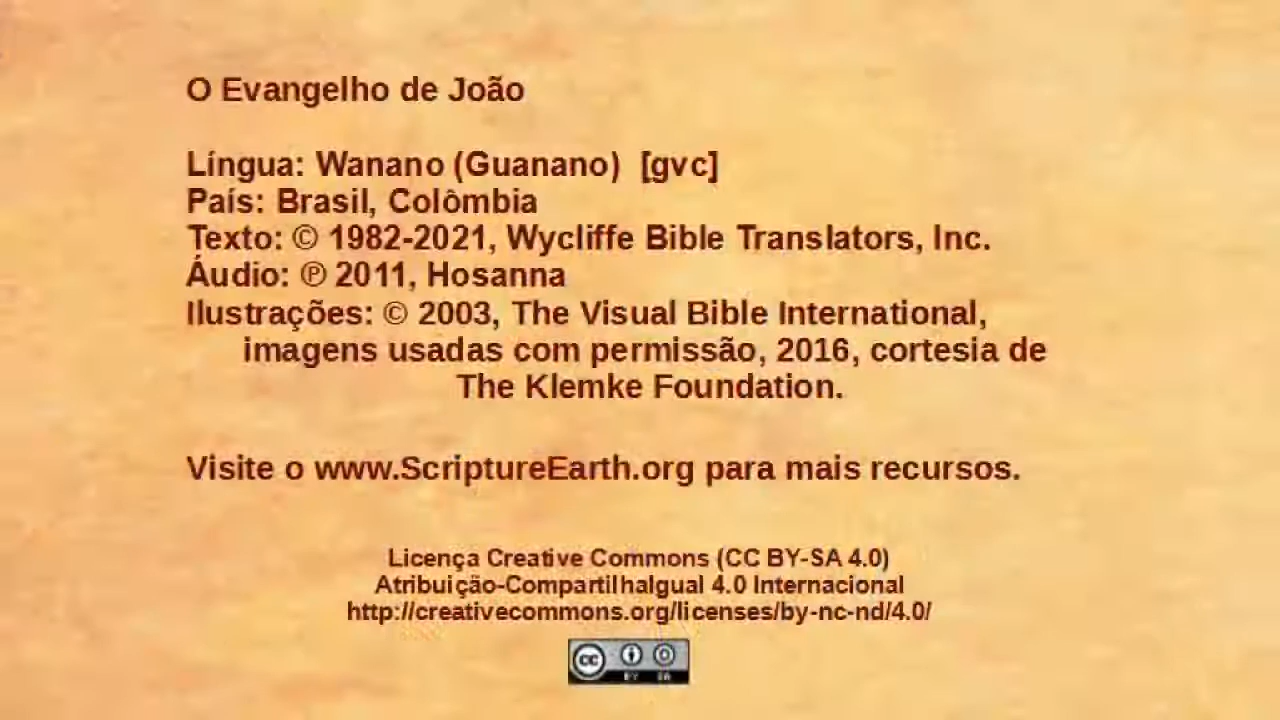 O Evangelho de João
Língua: Wanano (Guanano) [gvc]
País: Brasil, Colômbia
Texto: © 1982-2021, Wycliffe Bible Translators, Inc.
Áudio: ℗ 2011, Hosanna
Ilustrações: © 2003, The Visual Bible International,
imagens usadas com permissão, 2016, cortesia de
The Klemke Foundation.
Visite o www.ScriptureEarth.org para mais recursos.
Licença Creative Commons (CC BY-SA 4.0)
Atribuição-CompartilhaIgual 4.0 Internacional
http://creativecommons.org/licenses/by-nc-nd/4.0/
cc BY SA